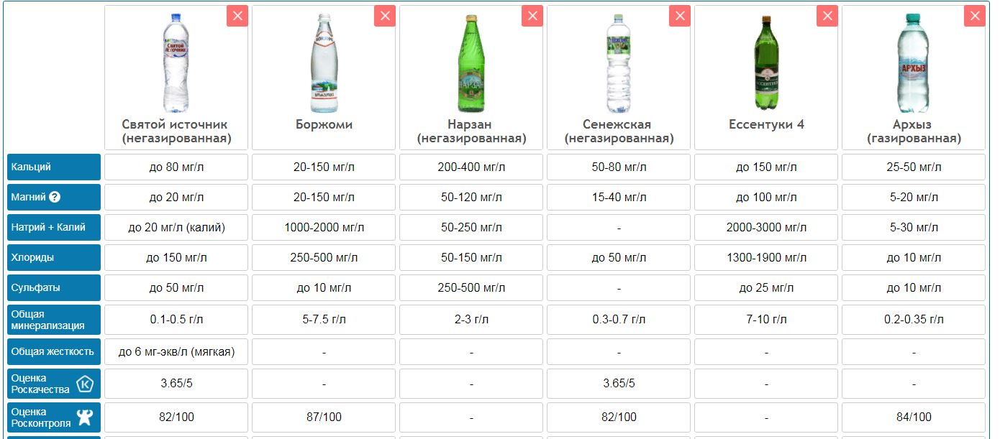 Святой источник
(негазированная)
Боржоми
Нарзан
(негазированная)
Сенежская
(негазированная)
Ессентуки 4
Архыз
(газированная)
Кальций
до 80 мг/л
20-150 мг/л
200-400 мг/л
50-80 мг/л
до 150 мг/л
25-50 мг/л
Магний ?
до 20 мг/л
20-150 мг/л
50-120 мг/л
15-40 мг/л
до 100 мг/л
5-20 мг/л
Натрий + Калий
до 20 мг/л (калий)
1000-2000 мг/л
50-250 мг/л
-
2000-3000 мг/л
5-30 мг/л
Хлориды
до 150 мг/л
250-500 мг/л
50-150 мг/л
до 50 мг/л
1300-1900 мг/л
до 10 мг/л
Сульфаты
до 50 мг/л
до 10 мг/л
250-500 мг/л
-
до 25 мг/л
до 10 мг/л
Общая
минерализация
0.1-0.5 г/л
5-7.5 г/л
2-3 г/л
0.3-0.7 г/л
7-10 г/л
0.2-0.35 г/л
Общая жесткость
до 6 мг-экв/л (мягкая)
-
-
-
-
-
Оценка
Роскачества
К
3.65/5
-
-
3.65/5
-
-
Оценка
Росконтроля
82/100
87/100
-
82/100
-
84/100